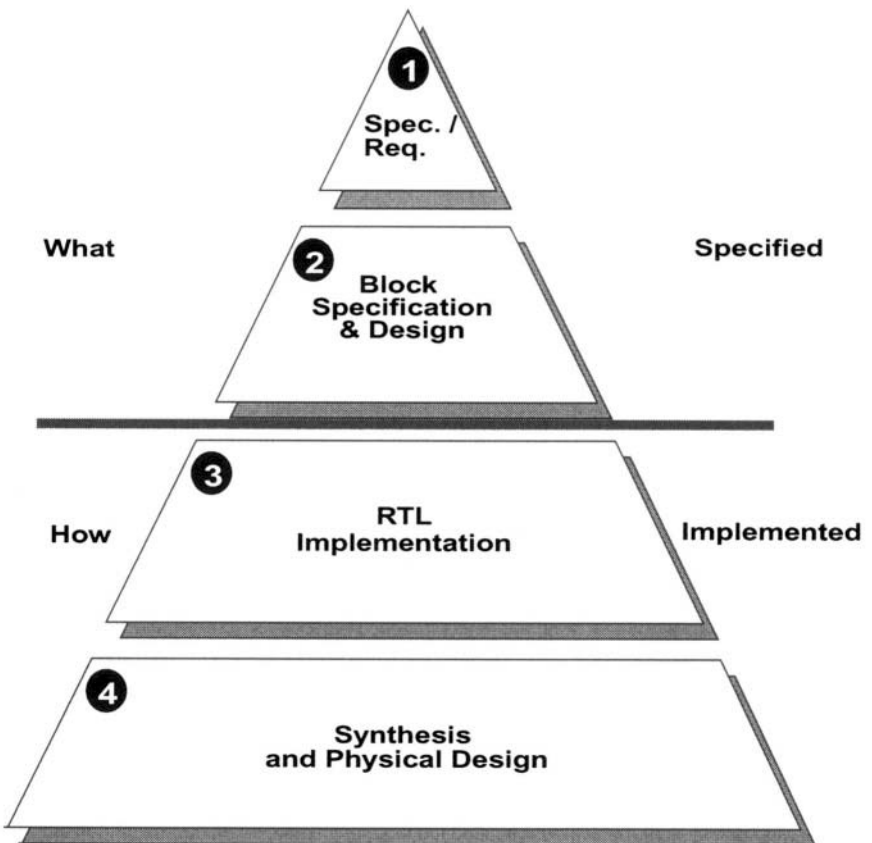 1
Spec. /
Req.
What
Specified
2
Block
Specification
& Design
3
RTL
Implementation
How
Implemented
4
Synthesis
and Physical Design